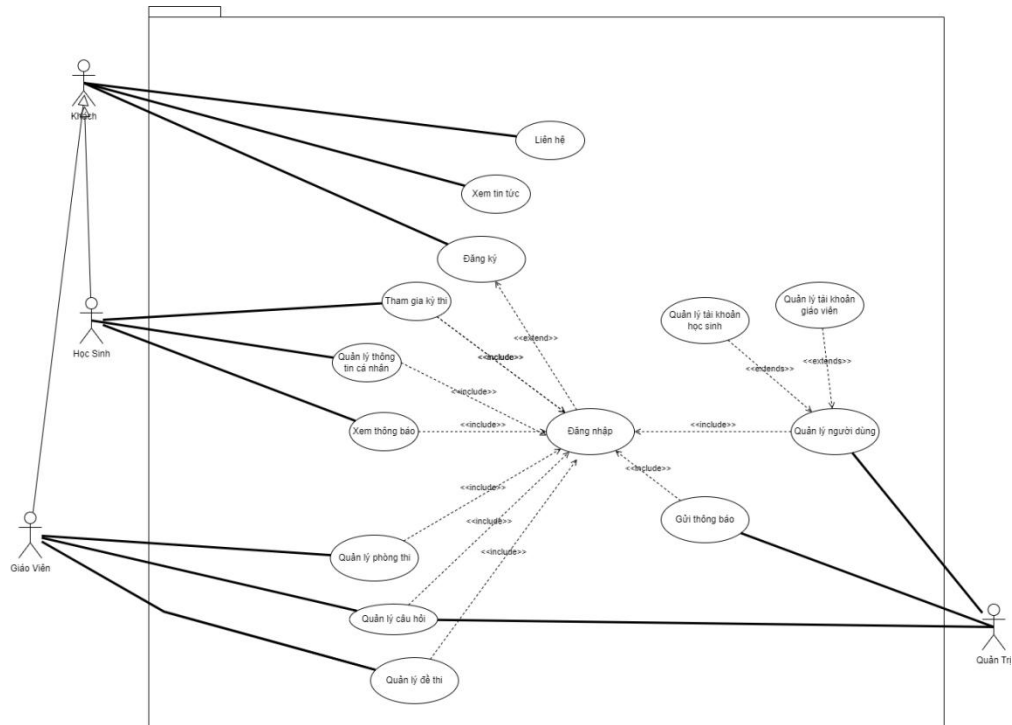 Khách
Liên hệ
Xem tin tức
Đăng ký
Tham gia kỳ thi
Quản lý tài khoản
học sinh
Quản lý tài khoản
giáo viên
<<extend>>
<<include>>
Học Sinh
Quản lý thông
tin cá nhân
<<include>>
<<extends>>
<<extends>>
Xem thông báo
<<include>>
Đăng nhập
<<include>>
Quản lý người dùng
<<include>>
<<include>>
Gửi thông báo
<<include>>
<<include>>
Giáo Viên
Quản lý phòng thi
Quản lý câu hỏi
Quản lý đề thi
Quản Trị